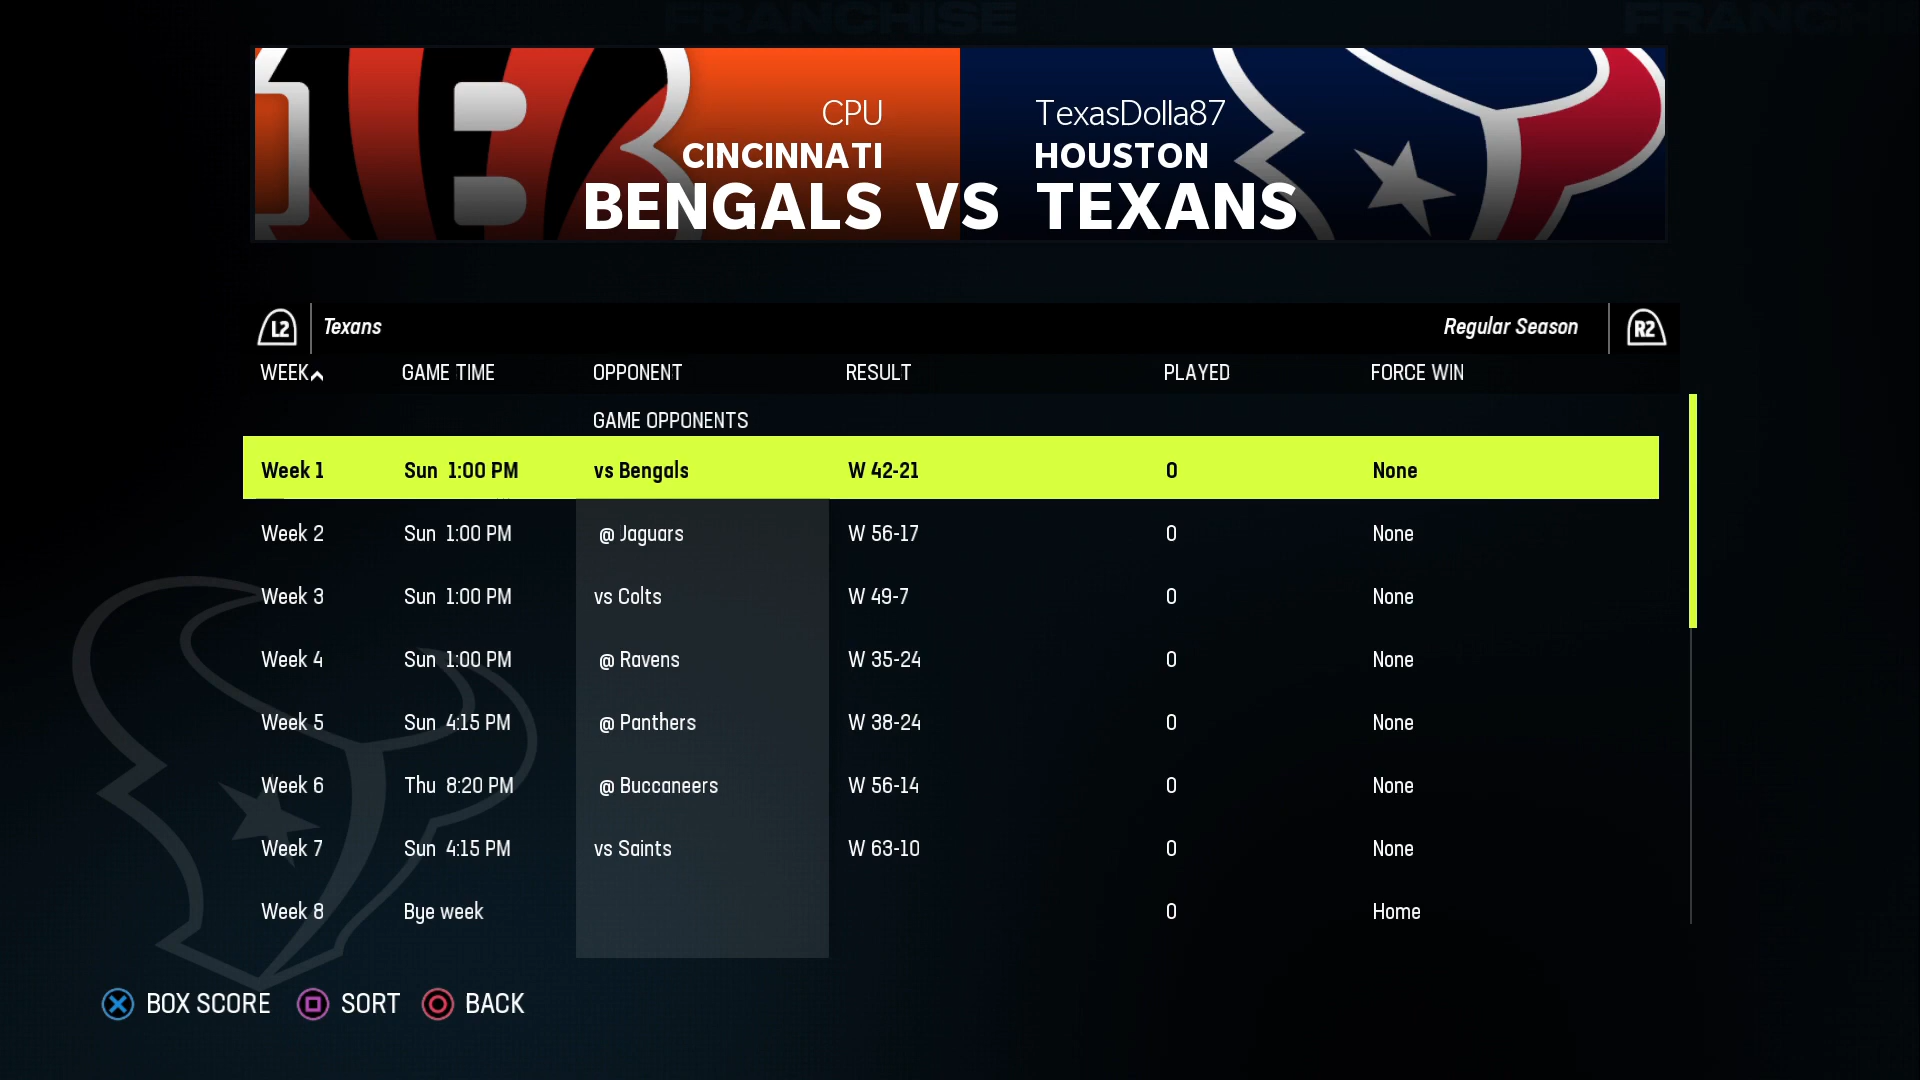 FRANCHISE FRANCHIS
CPU TexasDolla87
CINCINNATI HOUSTON
BENGALS VS TEXANS
L2 Texans Regular Season R2
WEEK GAME TIME OPPONENT RESULT PLAYED FORCE WIN
GAME OPPONENTS
Week 1 Sun 1:00 PM vs Bengals W 42-21 0 None
Week 2 Sun 1:00 PM @ Jaguars W 56-17 0 None
Week 3 Sun 1:00 PM vs Colts W 49-7 0 None
Week 4 Sun 1:00 PM @ Ravens W 35-24 0 None
Week 5 Sun 4:15 PM @ Panthers W 38-24 0 None
Week 6 Thu 8:20 PM @ Buccaneers W 56-14 0 None
Week 7 Sun 4:15 PM vs Saints W 63-10 0 None
Week 8 Bye week 0 Home
BOX SCORE SORT BACK